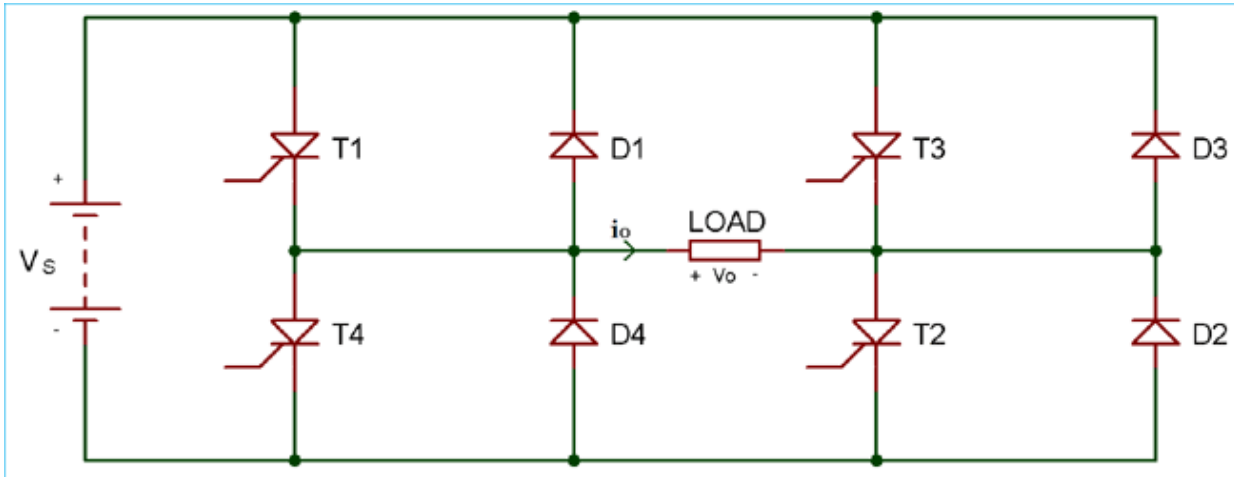 T1
D1
T3
D3
+
io
LOAD
Vs
+ Vo -
-
T4
D4
T2
D2